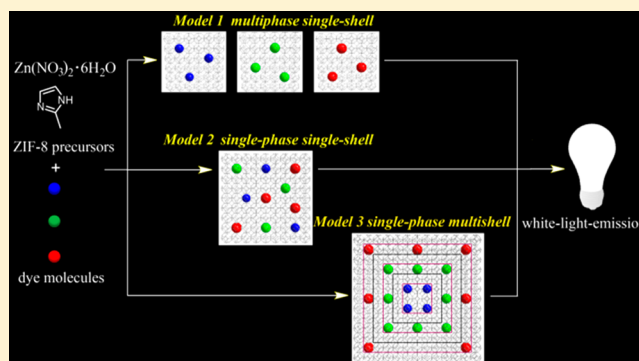 Model 1 multiphase single-shell
Zn(NO3)2·6H2O
NH
N
ZIF-8 precursors
+
dye molecules
Model 2 single-phase single-shell
Model 3 single-phase multishell
white-light-emissio